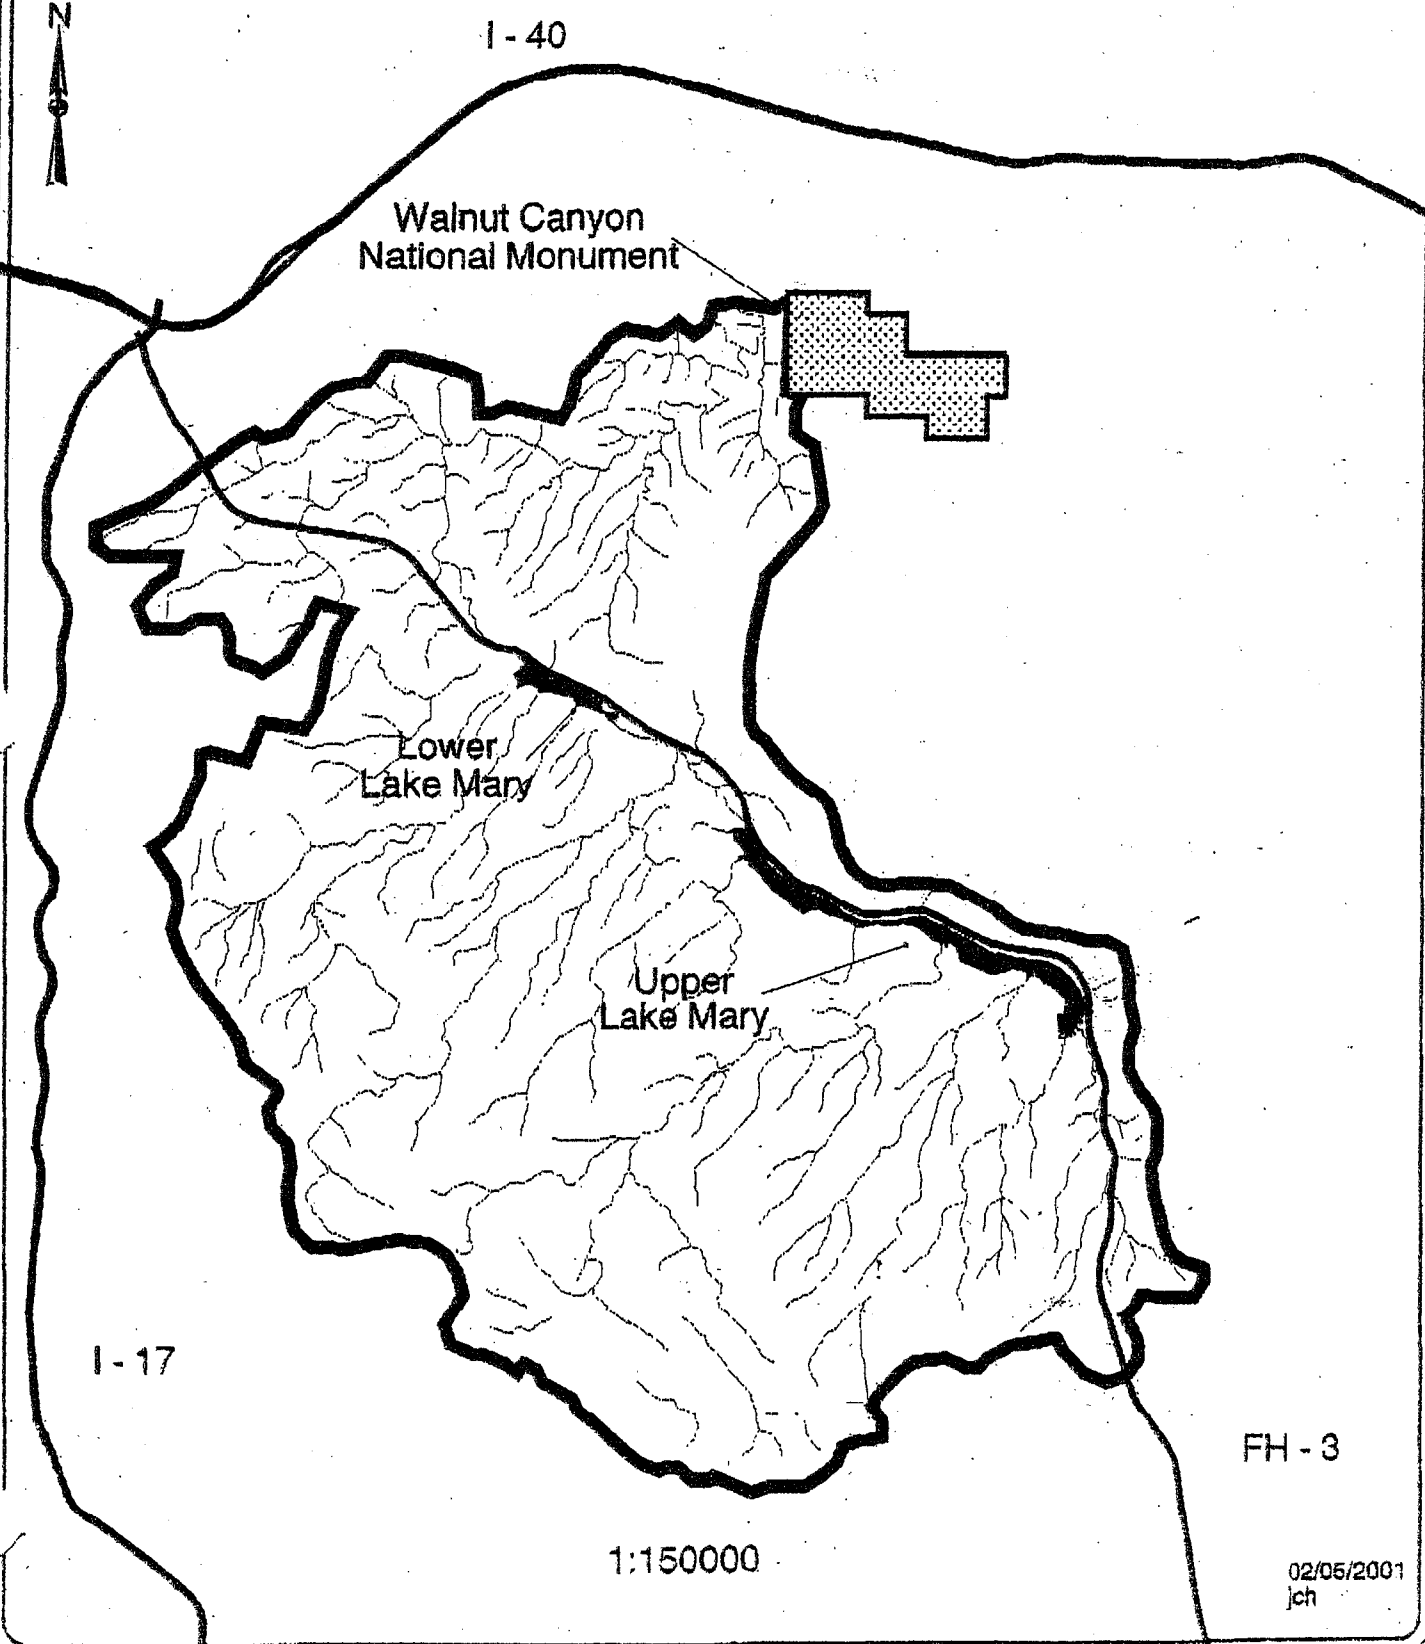 N
I - 40
Walnut Canyon
National Monument
Lower
Lake Mary
Upper
Lake Mary
I - 17
FH - 3
1:150000
02/05/2001
jch